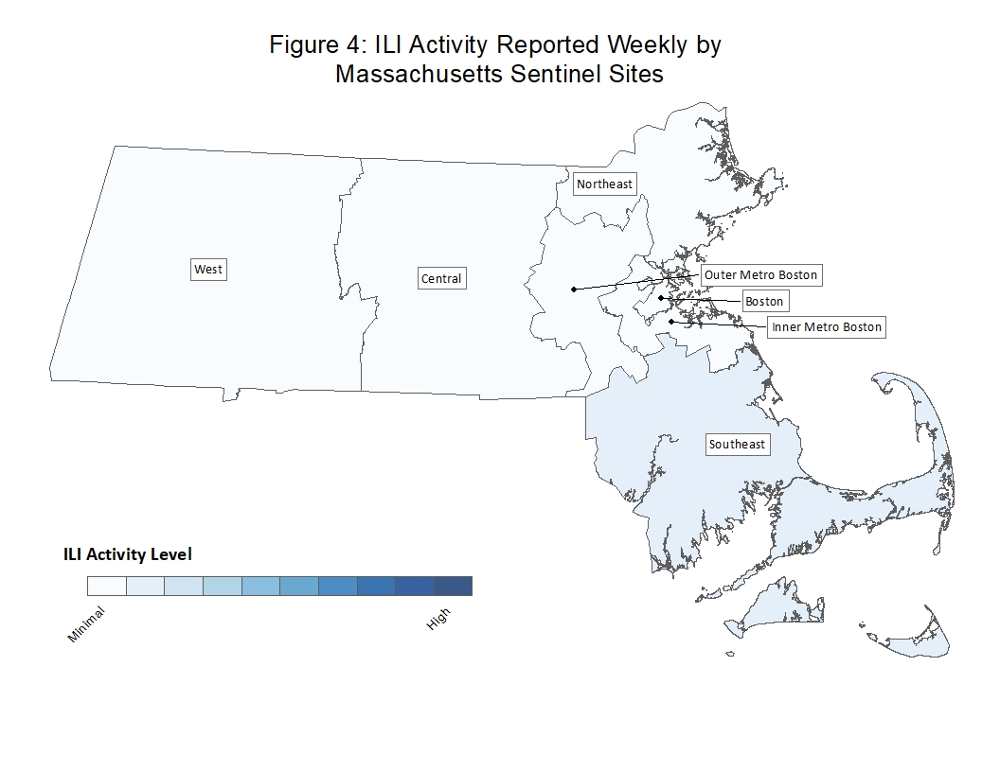 Figure 4: ILI Activity Reported Weekly by
Massachusetts Sentinel Sites
Northeast
West
Central
Outer Metro Boston
Boston
Inner Metro Boston
Southeast
ILI Activity Level
Minimal
High